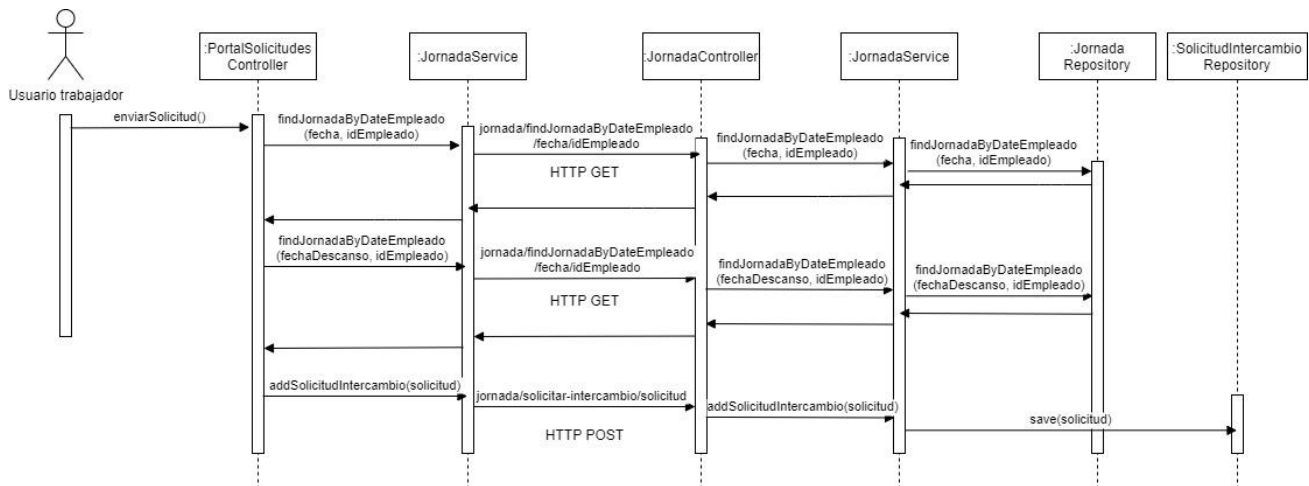 :PortalSolicitudes
Controller
:JornadaService
:JornadaController
:JornadaService
:Jornada
Repository
:SolicitudIntercambio
Repository
Usuario trabajador
enviarSolicitud()
findJornadaByDateEmpleado
(fecha, idEmpleado)
jornada/findJornadaByDateEmpleado
/fecha/idEmpleado
HTTP GET
findJornadaByDateEmpleado
(fecha, idEmpleado)
findJornadaByDateEmpleado
(fecha, idEmpleado)
findJornadaByDateEmpleado
(fechaDescanso, idEmpleado)
jornada/findJornadaByDateEmpleado
/fecha/idEmpleado
HTTP GET
findJornadaByDateEmpleado
(fechaDescanso, idEmpleado)
findJornadaByDateEmpleado
(fechaDescanso, idEmpleado)
addSolicitudIntercambio(solicitud)
jornada/solicitar-intercambio/solicitud
HTTP POST
addSolicitudIntercambio(solicitud)
save(solicitud)